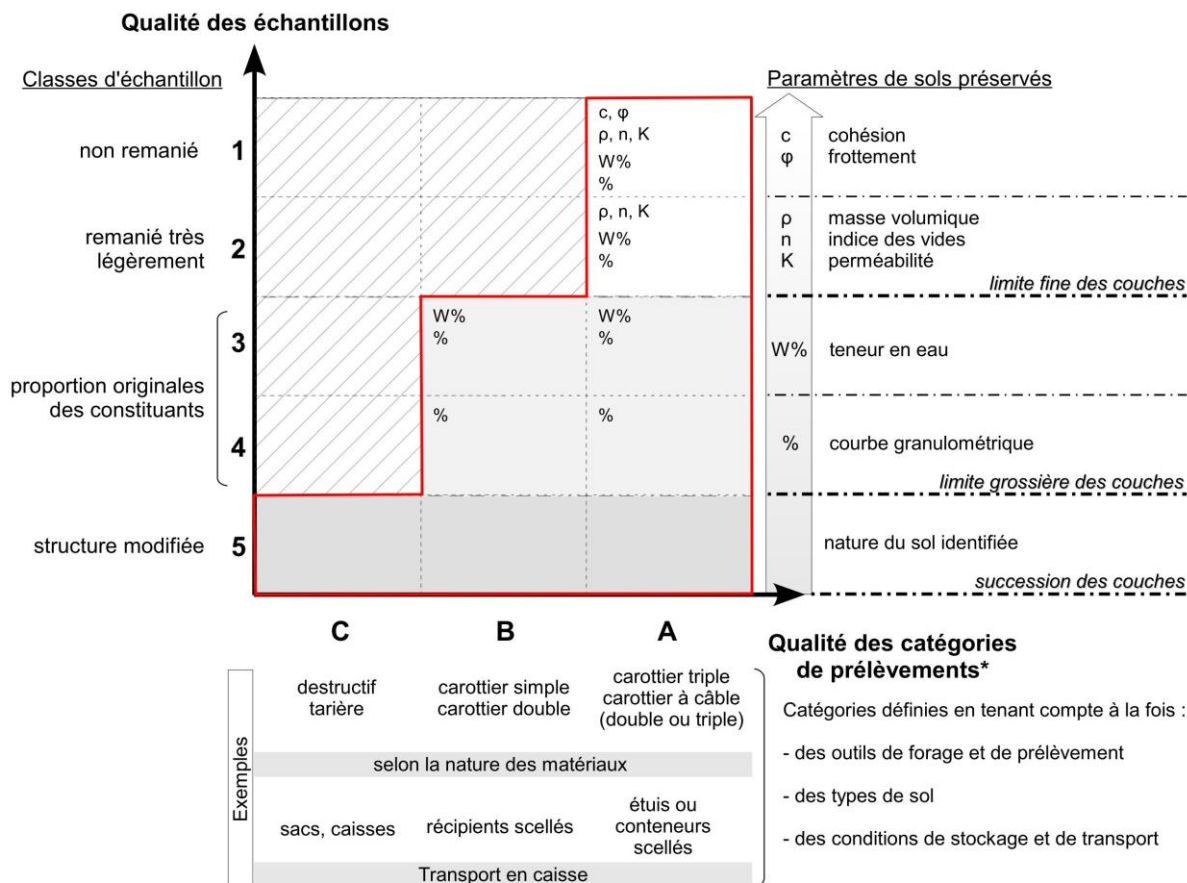 Qualité des échantillons
Classes d'échantillon
Paramètres de sols préservés
non remanié
1
c, φ
ρ, n, K
W%
%
c cohésion
φ frottement
remanié très
légèrement
2
ρ, n, K
W%
%
ρ masse volumique
n indice des vides
K perméabilité
limite fine des couches
proportion originales
des constituants
3
W%
%
W%
%
W% teneur en eau
4
%
%
% courbe granulométrique
limite grossière des couches
structure modifiée
5
nature du sol identifiée
succession des couches
C
B
A
Qualité des catégories
de prélèvements*
Exemples
destructif
tarière
carottier simple
carottier double
carottier triple
carottier à câble
(double ou triple)
selon la nature des matériaux
sacs, caisses
récipients scellés
étuis ou
conteneurs
scellés
Transport en caisse
Catégories définies en tenant compte à la fois :
- des outils de forage et de prélèvement
- des types de sol
- des conditions de stockage et de transport